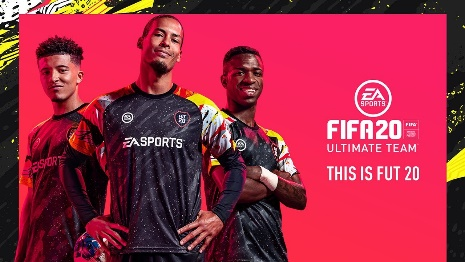 EA
SPORTS
FIFA20
ULTIMATE TEAM
THIS IS FUT 20
EA SPORTS